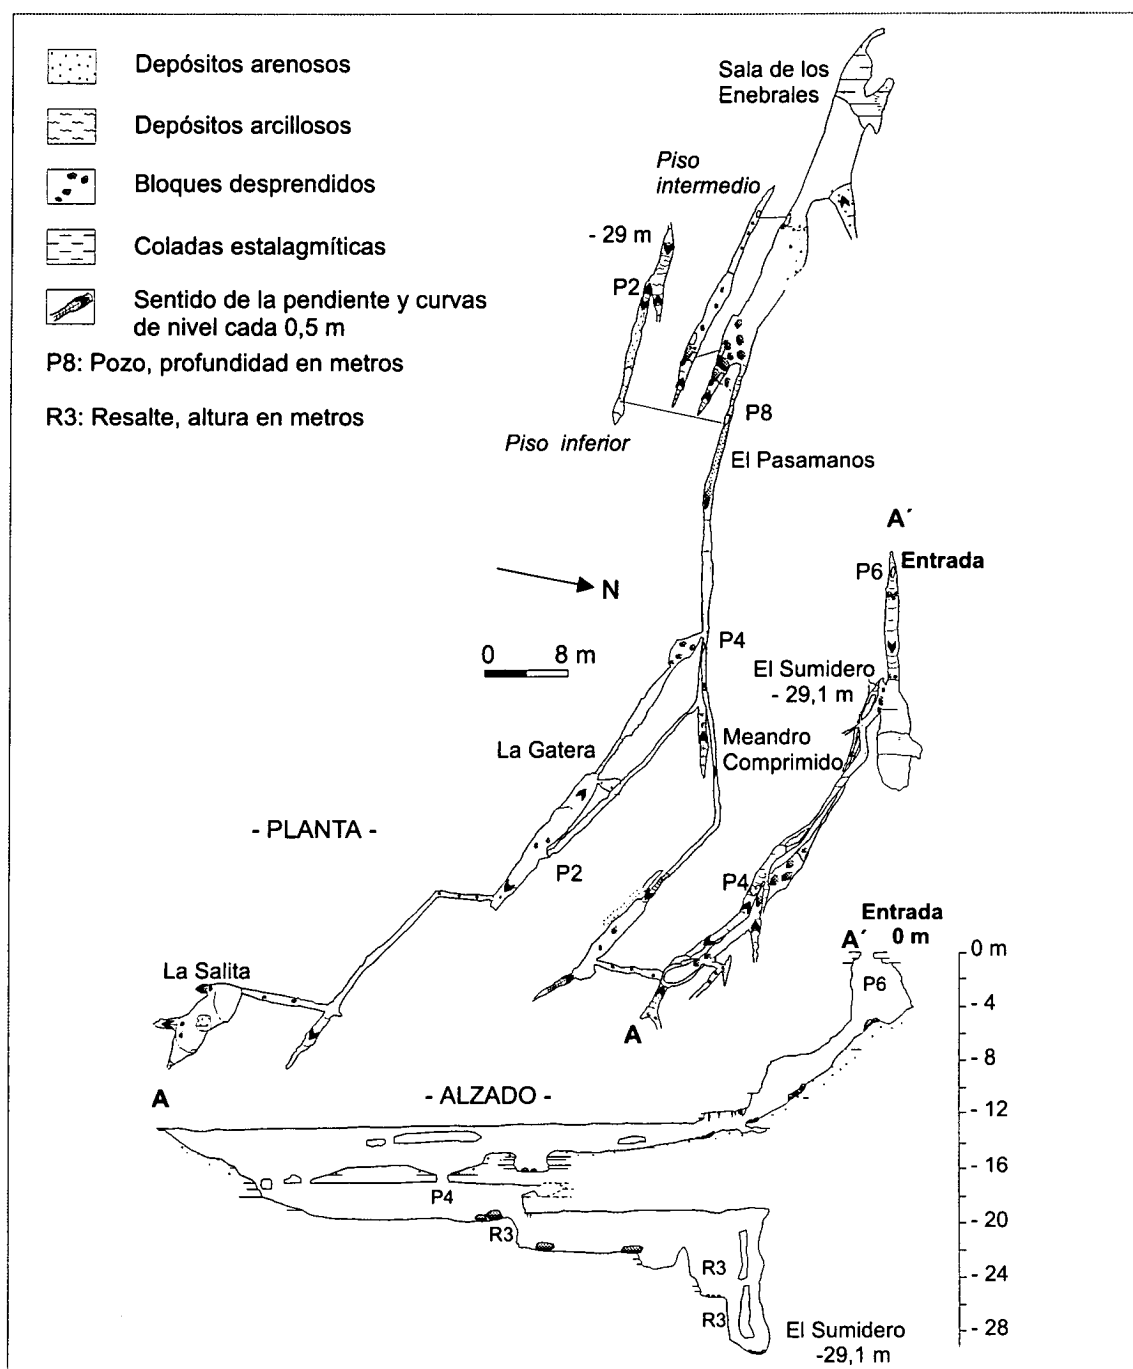 Depósitos arenosos
Depósitos arcillosos
Bloques desprendidos
Coladas estalagmíticas
Sentido de la pendiente y curvas
de nivel cada 0,5 m
P8: Pozo, profundidad en metros
R3: Resalte, altura en metros
Sala de los
Enebrales
Piso
intermedio
- 29 m
P2
P8
Piso inferior
El Pasamanos
A´
Entrada
P6
N
0 8 m
P4
El Sumidero
- 29,1 m
La Gatera
Meandro
Comprimido
- PLANTA -
P2
P4
La Salita
A
Entrada
A´ 0 m
P6
A
- ALZADO -
0 m
- 4
- 8
- 12
- 16
- 20
- 24
- 28
P4
R3
R3
R3
El Sumidero
-29,1 m